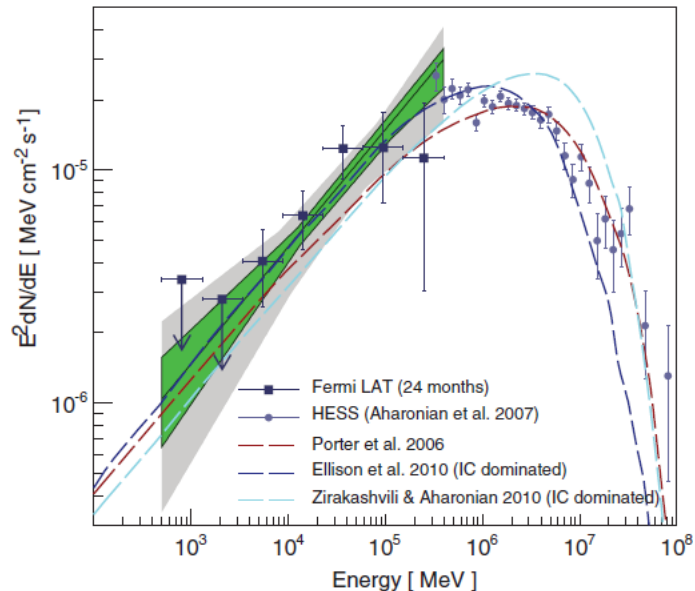 E²dN/dE [ MeV cm⁻² s⁻¹ ]
10⁻⁵
10⁻⁶
Fermi LAT (24 months)
HESS (Aharonian et al. 2007)
Porter et al. 2006
Ellison et al. 2010 (IC dominated)
Zirakashvili & Aharonian 2010 (IC dominated)
10³ 10⁴ 10⁵ 10⁶ 10⁷ 10⁸
Energy [ MeV ]